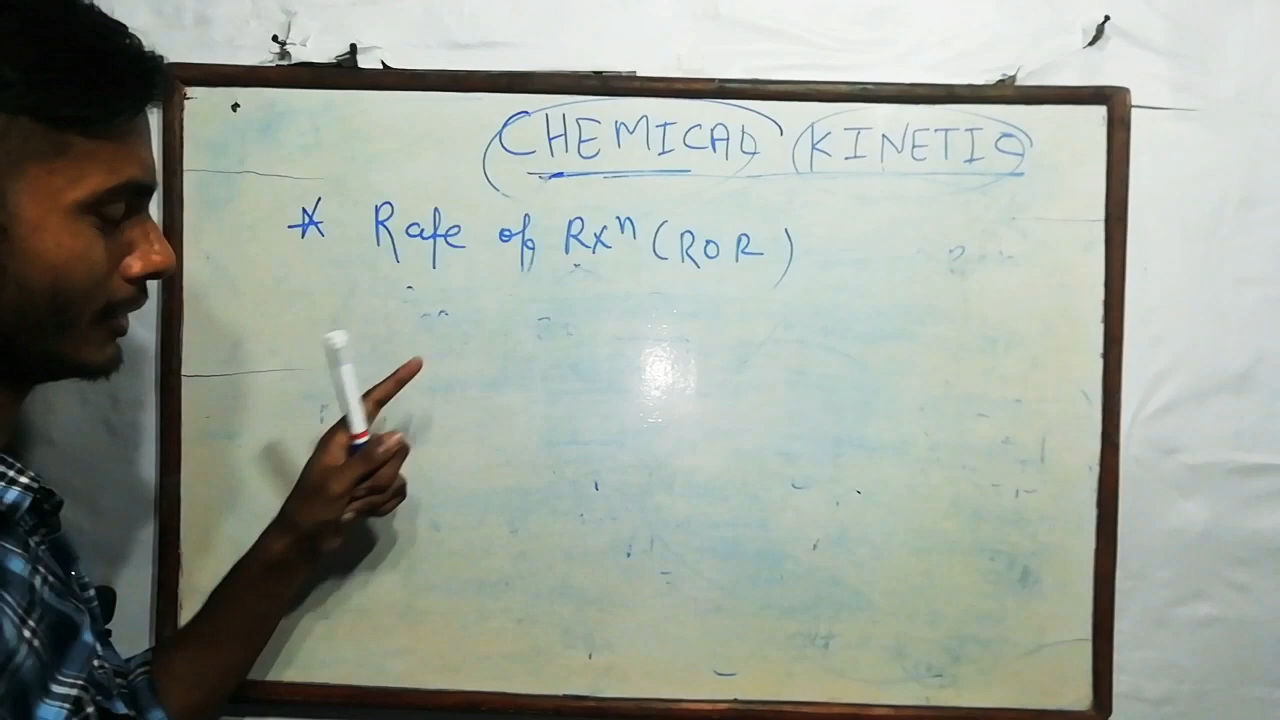 CHEMICAL KINETIC
* Rate of Rxⁿ (ROR)